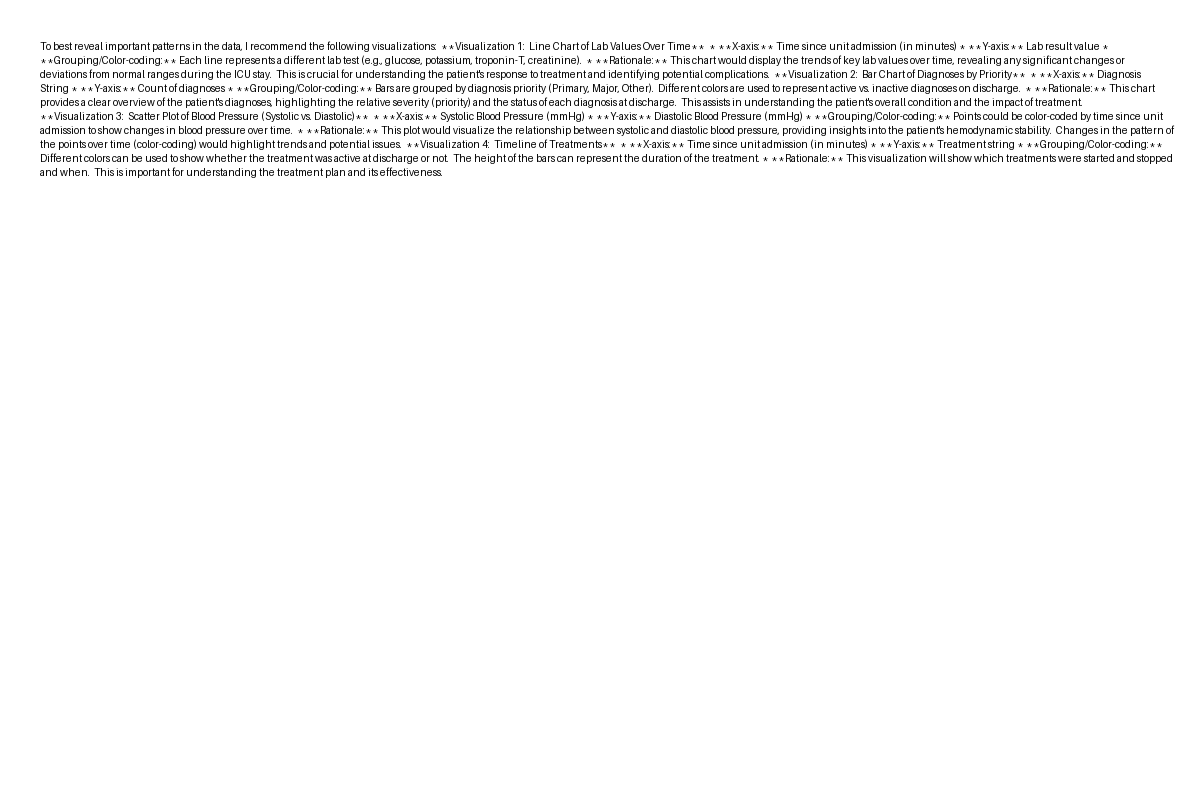 To best reveal important patterns in the data, I recommend the following visualizations:  **Visualization 1:  Line Chart of Lab Values Over Time**  * **X-axis:** Time since unit admission (in minutes) * **Y-axis:** Lab result value *
**Grouping/Color-coding:** Each line represents a different lab test (e.g., glucose, potassium, troponin-T, creatinine).  * **Rationale:** This chart would display the trends of key lab values over time, revealing any significant changes or
deviations from normal ranges during the ICU stay.  This is crucial for understanding the patient's response to treatment and identifying potential complications.  **Visualization 2:  Bar Chart of Diagnoses by Priority**  * **X-axis:** Diagnosis
String * **Y-axis:** Count of diagnoses * **Grouping/Color-coding:** Bars are grouped by diagnosis priority (Primary, Major, Other).  Different colors are used to represent active vs. inactive diagnoses on discharge.  * **Rationale:** This chart
provides a clear overview of the patient's diagnoses, highlighting the relative severity (priority) and the status of each diagnosis at discharge.  This assists in understanding the patient's overall condition and the impact of treatment.
**Visualization 3:  Scatter Plot of Blood Pressure (Systolic vs. Diastolic)**  * **X-axis:** Systolic Blood Pressure (mmHg) * **Y-axis:** Diastolic Blood Pressure (mmHg) * **Grouping/Color-coding:** Points could be color-coded by time since unit
admission to show changes in blood pressure over time.  * **Rationale:** This plot would visualize the relationship between systolic and diastolic blood pressure, providing insights into the patient's hemodynamic stability.  Changes in the pattern of
the points over time (color-coding) would highlight trends and potential issues.  **Visualization 4:  Timeline of Treatments**  * **X-axis:** Time since unit admission (in minutes) * **Y-axis:** Treatment string * **Grouping/Color-coding:**
Different colors can be used to show whether the treatment was active at discharge or not.  The height of the bars can represent the duration of the treatment. * **Rationale:** This visualization will show which treatments were started and stopped
and when.  This is important for understanding the treatment plan and its effectiveness.